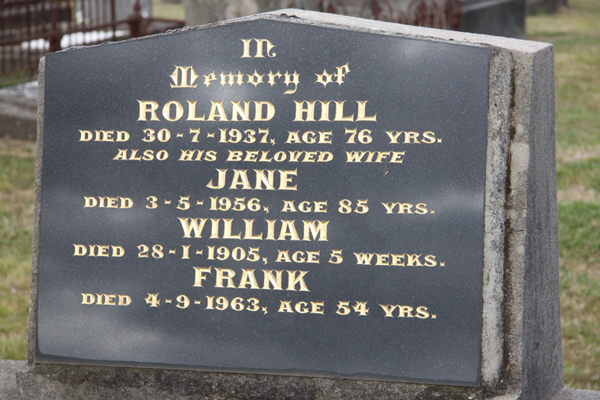 In
Memory of
ROLAND HILL
DIED 30-7-1937, AGE 76 YRS.
ALSO HIS BELOVED WIFE
JANE
DIED 3-5-1956, AGE 85 YRS.
WILLIAM
DIED 28-1-1905, AGE 5 WEEKS.
FRANK
DIED 4-9-1963, AGE 54 YRS.